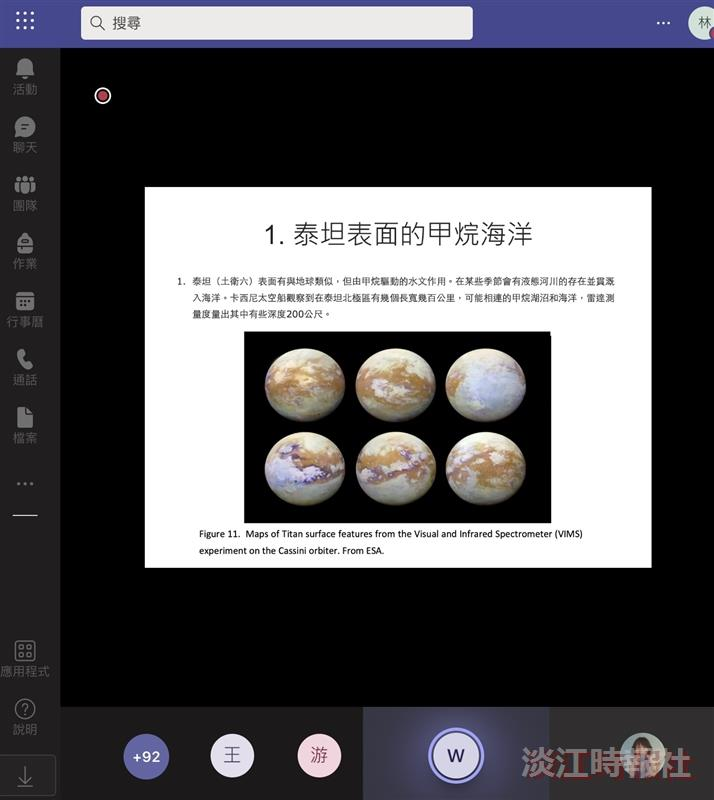 搜尋
林
活動
聊天
團隊
作業
行事曆
通話
檔案
1. 泰坦表面的甲烷海洋
1. 泰坦（土衛六）表面有與地球類似，但由甲烷驅動的水文作用。在某些季節會有液態河川的存在並貫溉
入海洋。卡西尼太空船觀察到在泰坦北極區有幾個長寬幾百公里，可能相連的甲烷湖沼和海洋，雷達測
量度量出其中有些深度200公尺。
Figure 11. Maps of Titan surface features from the Visual and Infrared Spectrometer (VIMS)
experiment on the Cassini orbiter. From ESA.
應用程式
說明
+92
王
游
W
淡江時報社